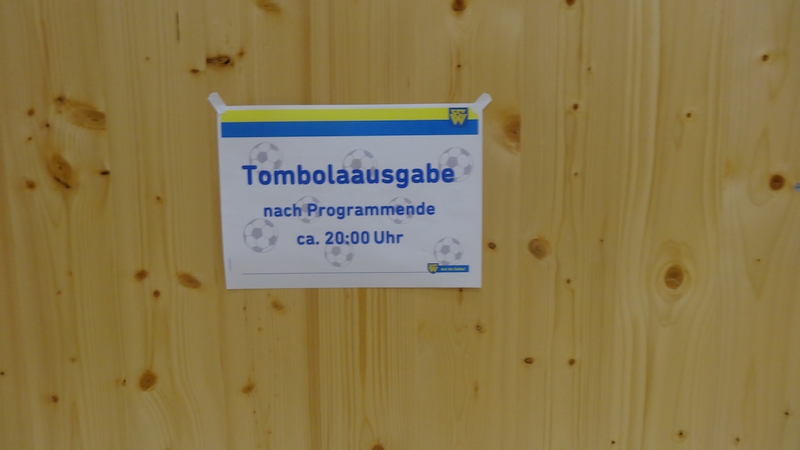 Tombolaausgabe
nach Programmende
ca. 20:00 Uhr